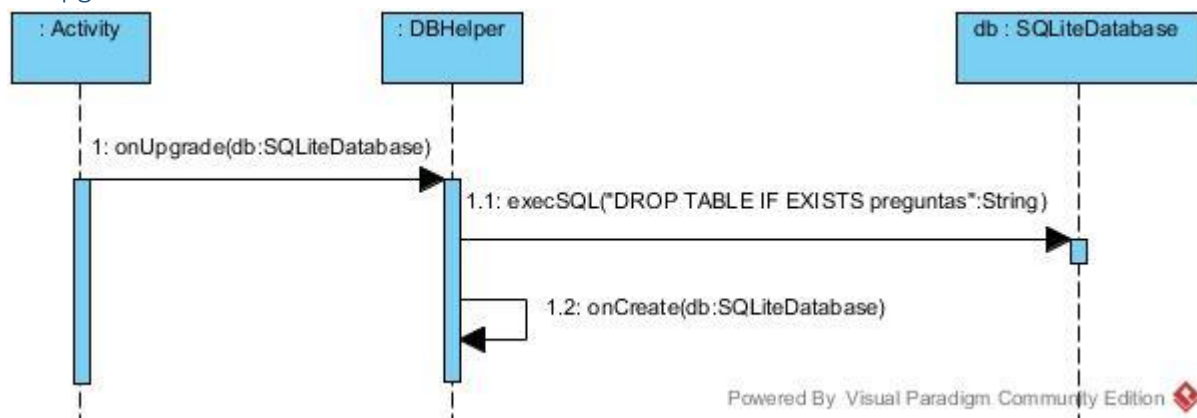 : Activity
: DBHelper
db : SQLiteDatabase
1: onUpgrade(db:SQLiteDatabase)
1.1: execSQL("DROP TABLE IF EXISTS preguntas":String)
1.2: onCreate(db:SQLiteDatabase)
Powered By Visual Paradigm Community Edition